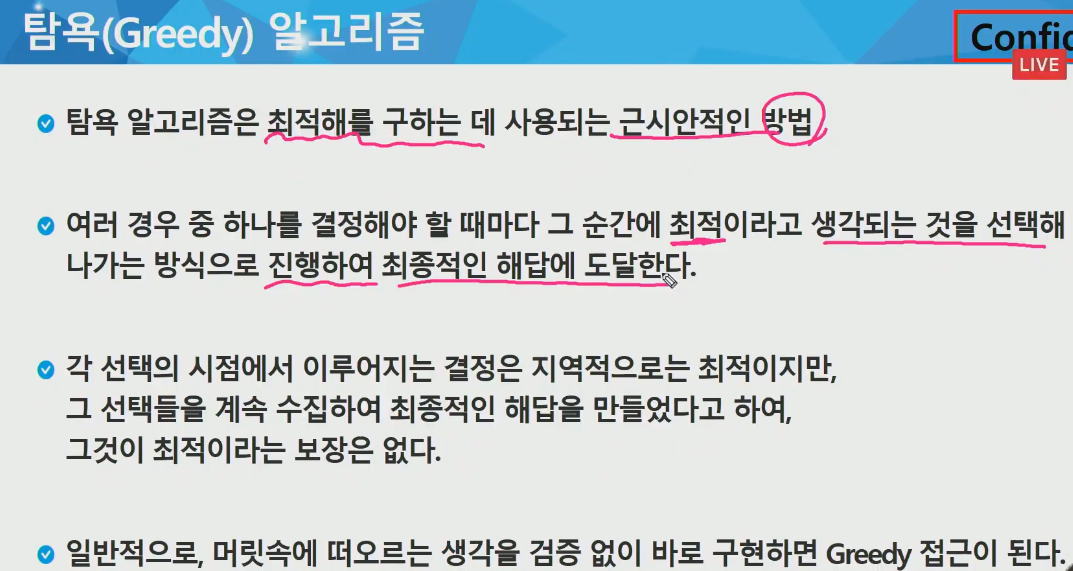 탐욕(Greedy) 알고리즘
Confid
LIVE
탐욕 알고리즘은 최적해를 구하는 데 사용되는 근시안적인 방법
여러 경우 중 하나를 결정해야 할 때마다 그 순간에 최적이라고 생각되는 것을 선택해
나가는 방식으로 진행하여 최종적인 해답에 도달한다.
각 선택의 시점에서 이루어지는 결정은 지역적으로는 최적이지만,
그 선택들을 계속 수집하여 최종적인 해답을 만들었다고 하여,
그것이 최적이라는 보장은 없다.
일반적으로, 머릿속에 떠오르는 생각을 검증 없이 바로 구현하면 Greedy 접근이 된다.